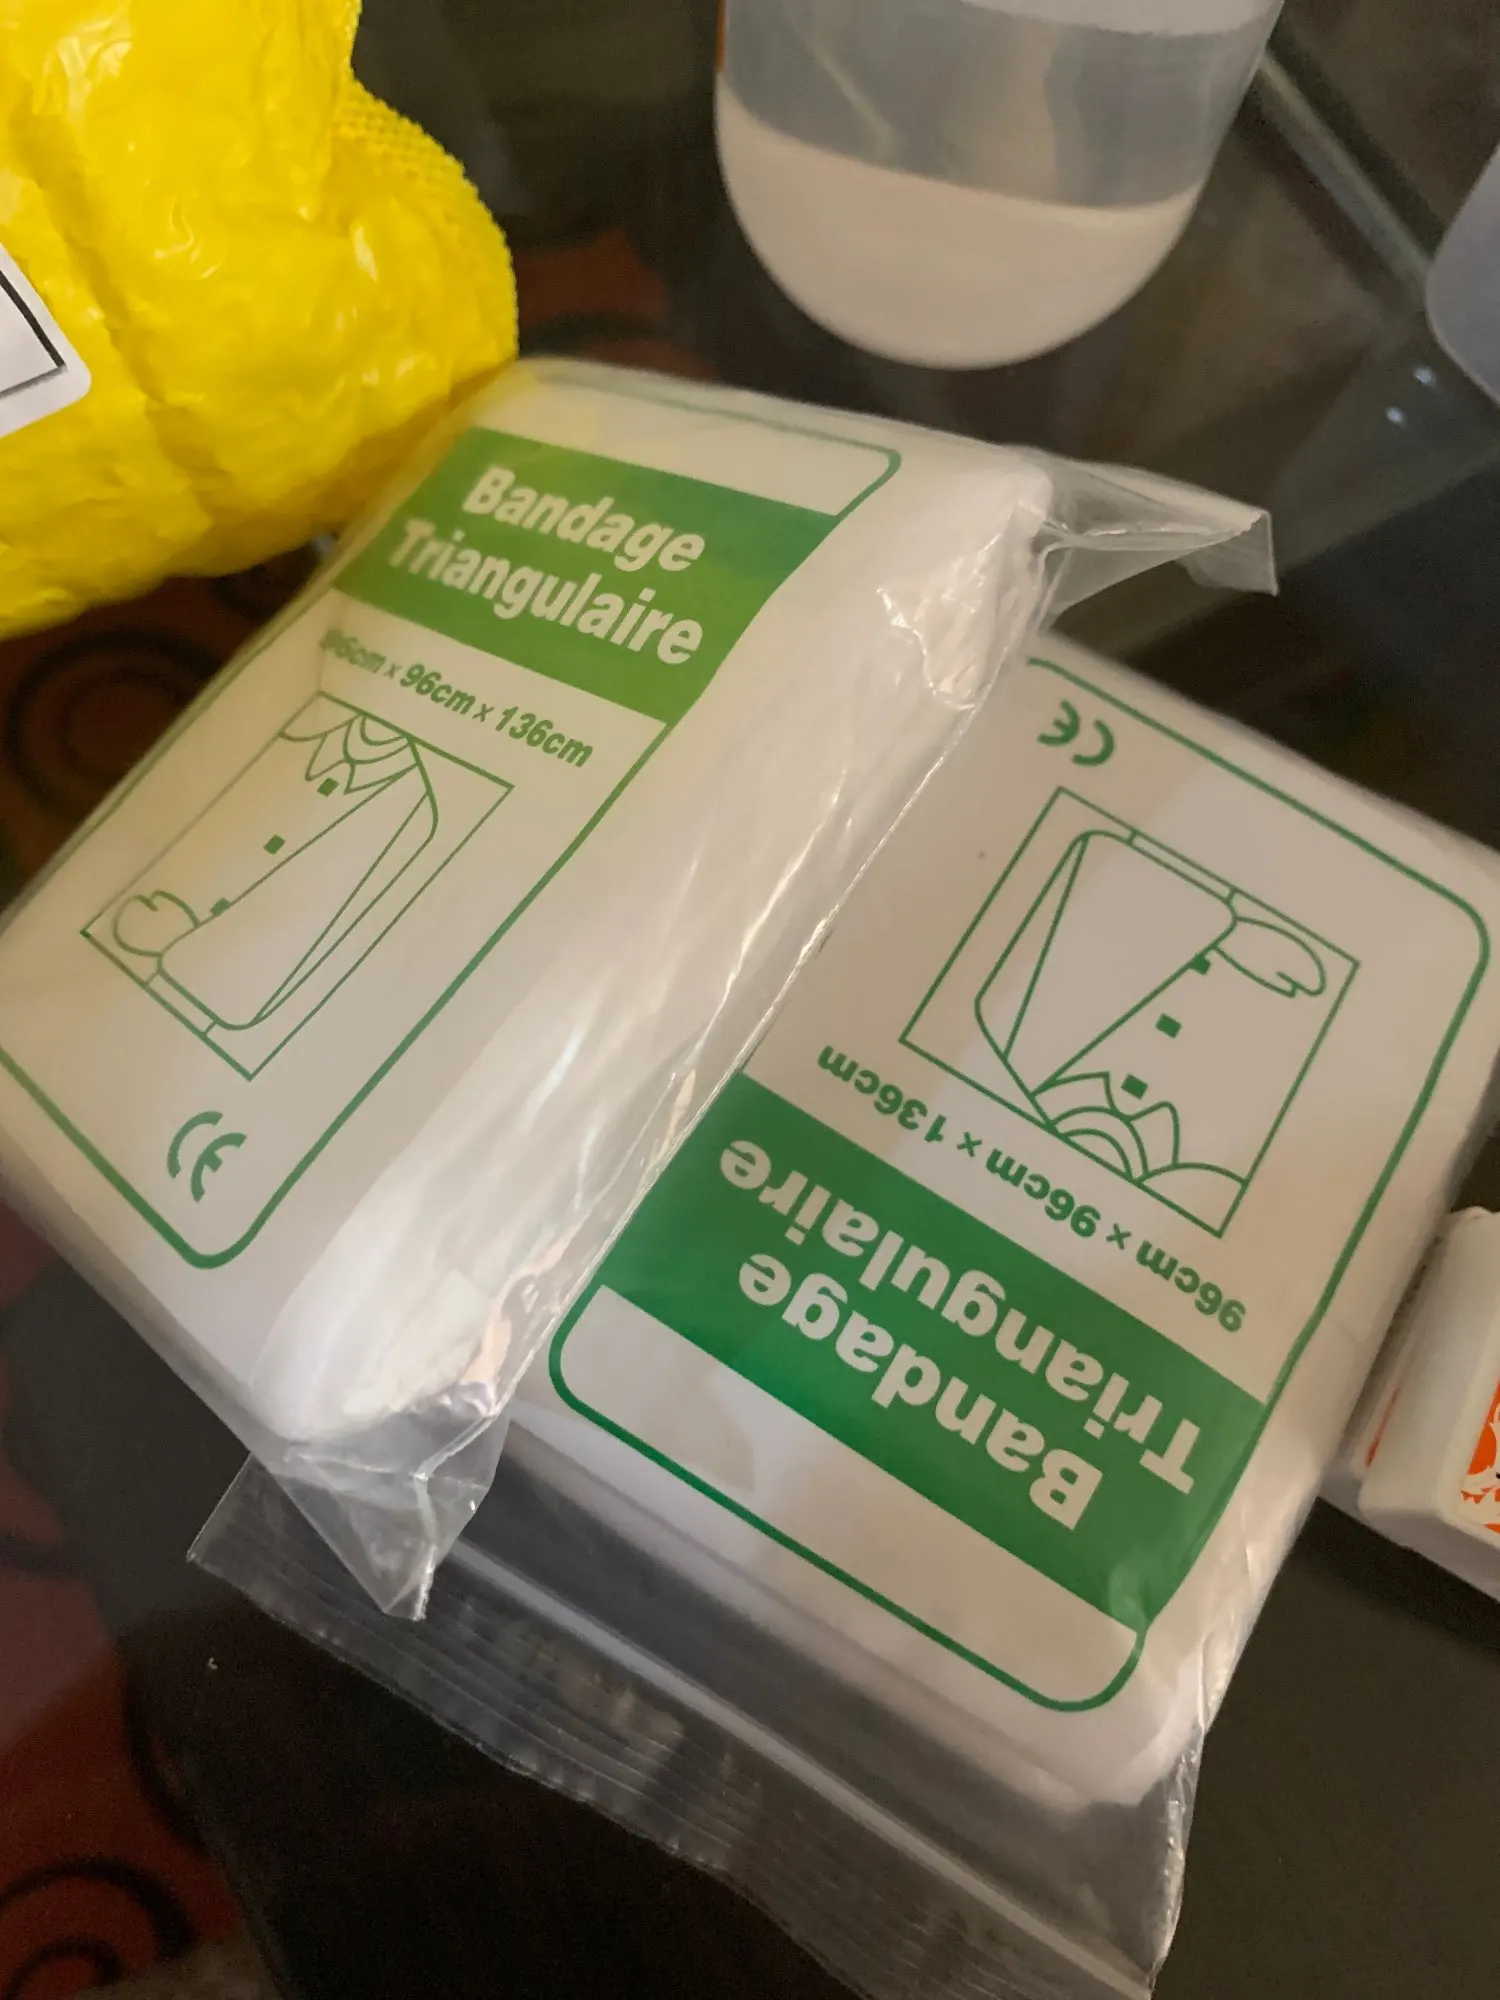 Bandage
Triangulaire
96cm x 96cm x 136cm
CE
Bandage
Triangulaire
96cm x 96cm x 136cm
CE